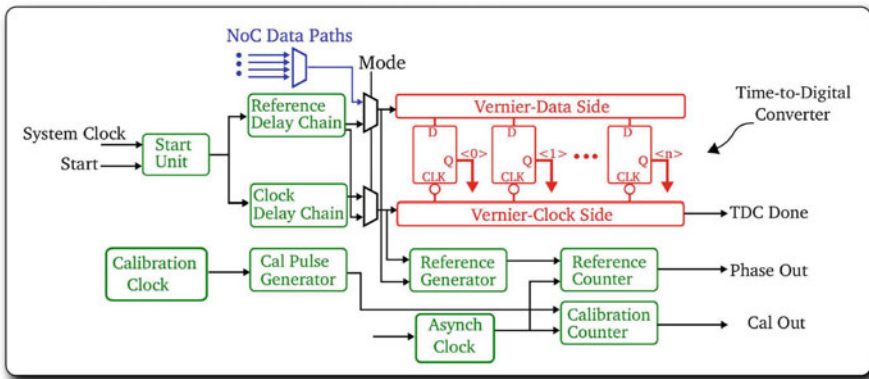 NoC Data Paths
Mode
Reference
Delay Chain
Vernier-Data Side
Time-to-Digital
Converter
System Clock
Start
Start
Unit
D
Q
CLK
<0>
D
Q
CLK
<1>
D
Q
CLK
<n>
Clock
Delay Chain
Vernier-Clock Side
TDC Done
Calibration
Clock
Cal Pulse
Generator
Reference
Generator
Reference
Counter
Phase Out
Asynch
Clock
Calibration
Counter
Cal Out